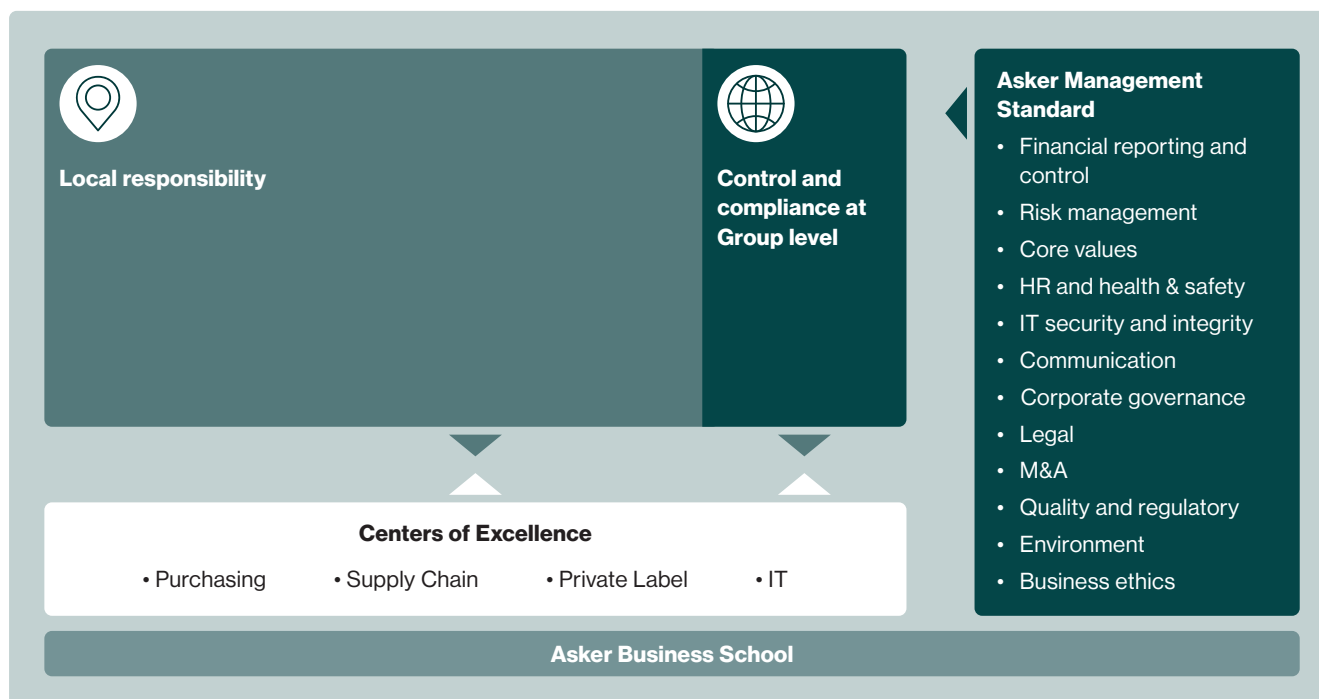 Local responsibility
Control and
compliance at
Group level
Asker Management
Standard
• Financial reporting and
control
• Risk management
• Core values
• HR and health & safety
• IT security and integrity
• Communication
• Corporate governance
• Legal
• M&A
• Quality and regulatory
• Environment
• Business ethics
Centers of Excellence
• Purchasing • Supply Chain • Private Label • IT
Asker Business School